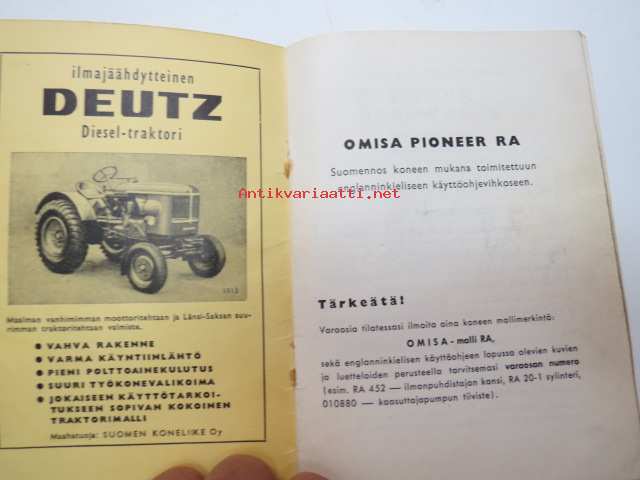 ilmajäähdytteinen
DEUTZ
Diesel-traktori
Maailman vanhimman moottoritehtaan ja Länsi-Saksan suu-
rimman traktoritehtaan valmiste.
● VAHVA RAKENNE
● VARMA KÄYNTIINLÄHTÖ
● PIENI POLTTOAINEKULUTUS
● SUURI TYÖKONEVALIKOIMA
● JOKAISEEN KÄYTTÖTARKOI-
TUKSEEN SOPIVAN KOKOINEN
TRAKTORIMALLI
Maahatuoja: SUOMEN KONELIIKE Oy
Antikvariaatti.net
OMISA PIONEER RA
Suomennos koneen mukana toimitettuun
englanninkieliseen käyttöohjevihkoseen.
Tärkeätä!
Varaosia tilatessasi ilmoita aina koneen mallimerkintä:
OMISA - malli RA,
sekä englanninkielisen käyttöohjeen lopussa olevien kuvien
ja luetteloiden perusteella tarvitsemasi varaosan numero
(esim. RA 452 — ilmanpuhdistajan kansi, RA 20-1 sylinteri,
010880 — kaasuttajapumpun tiiviste).